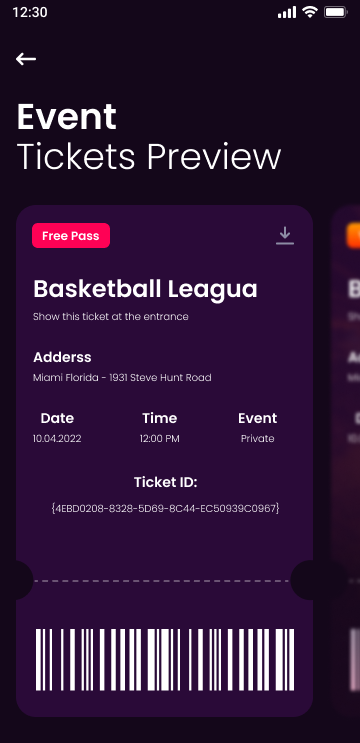 12:30
Event
Tickets Preview
Free Pass
Basketball Leagua
Show this ticket at the entrance
Adderss
Miami Florida - 1931 Steve Hunt Road
Date Time Event
10.04.2022 12:00 PM Private
Ticket ID:
{4EBD0208-8328-5D69-8C44-EC50939C0967}